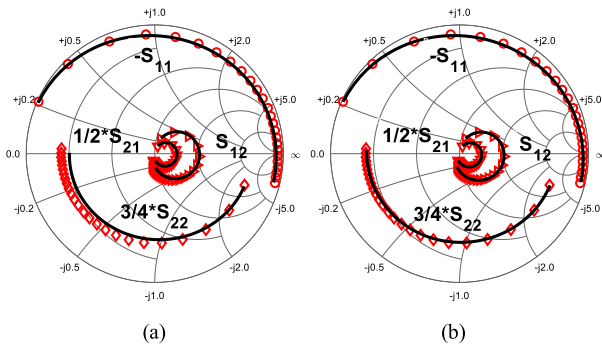 +j1.0
+j0.5
+j2.0
-S11
+j0.2
+j5.0
1/2*S21
S12
0.0
∞
-j0.2
-j5.0
3/4*S22
-j0.5
-j2.0
-j1.0
(a)
+j1.0
+j0.5
+j2.0
-S11
+j0.2
+j5.0
1/2*S21
S12
0.0
∞
-j0.2
-j5.0
3/4*S22
-j0.5
-j2.0
-j1.0
(b)